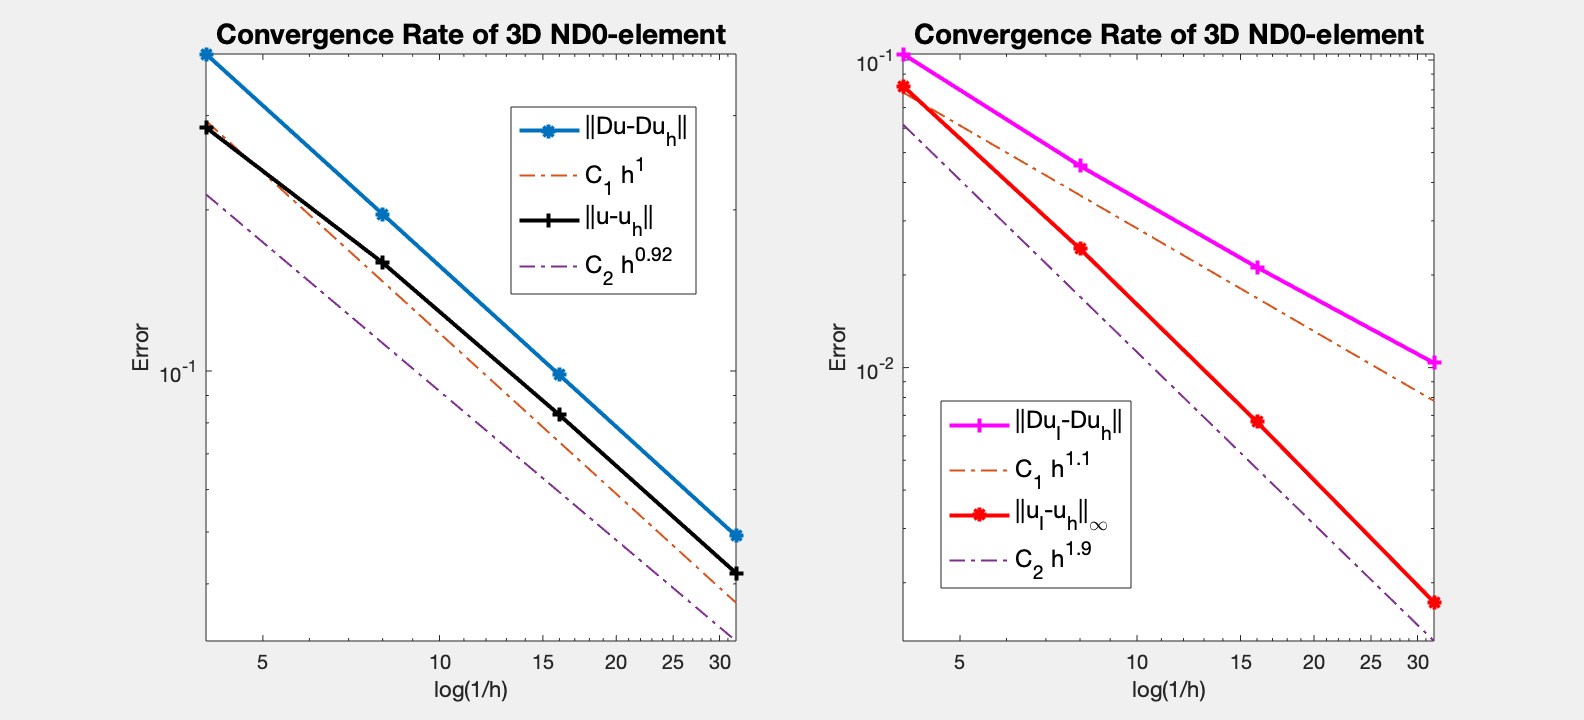 Convergence Rate of 3D ND0-element
Error
10^-1
||Du-Du_h||
C_1 h^1
||u-u_h||
C_2 h^0.92
5 10 15 20 25 30
log(1/h)
Convergence Rate of 3D ND0-element
Error
10^-1
10^-2
||Du_I-Du_h||
C_1 h^1.1
||u_I-u_h||_∞
C_2 h^1.9
5 10 15 20 25 30
log(1/h)